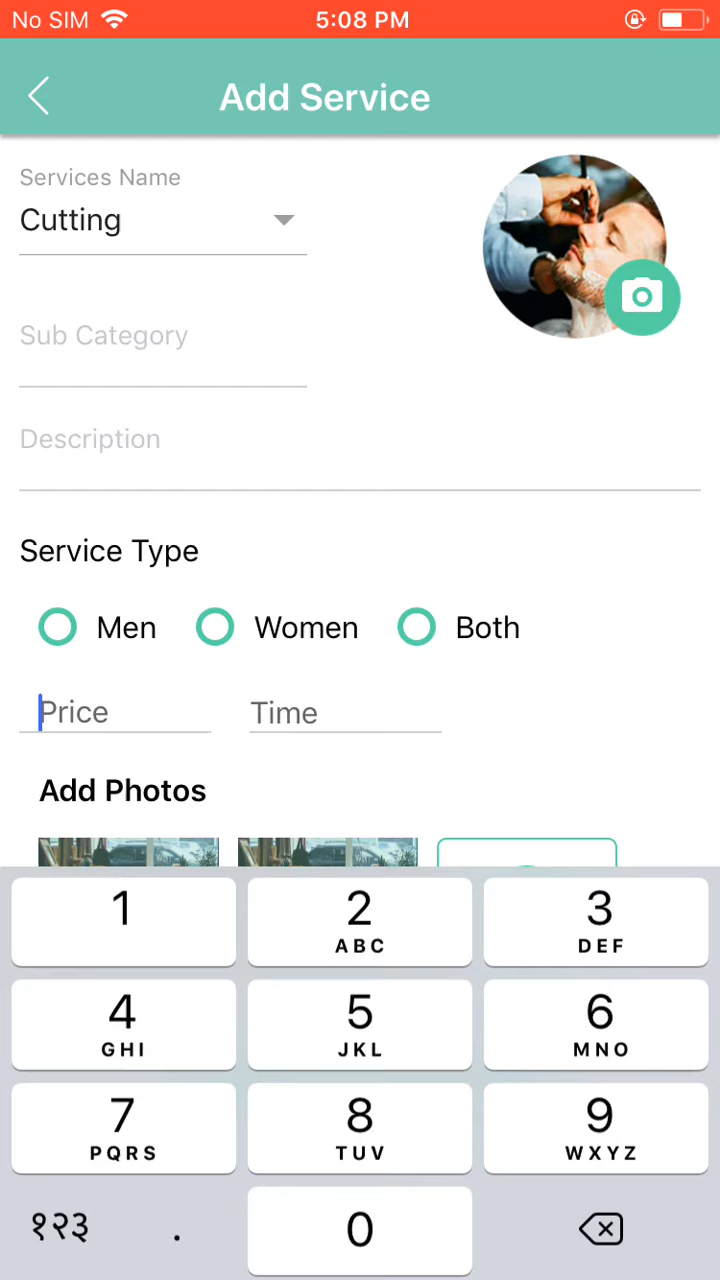 No SIM 5:08 PM
Add Service
Services Name
Cutting
Sub Category
Description
Service Type
Men Women Both
Price Time
Add Photos
1 2 3
ABC DEF
4 5 6
GHI JKL MNO
7 8 9
PQRS TUV WXYZ
१२३ . 0